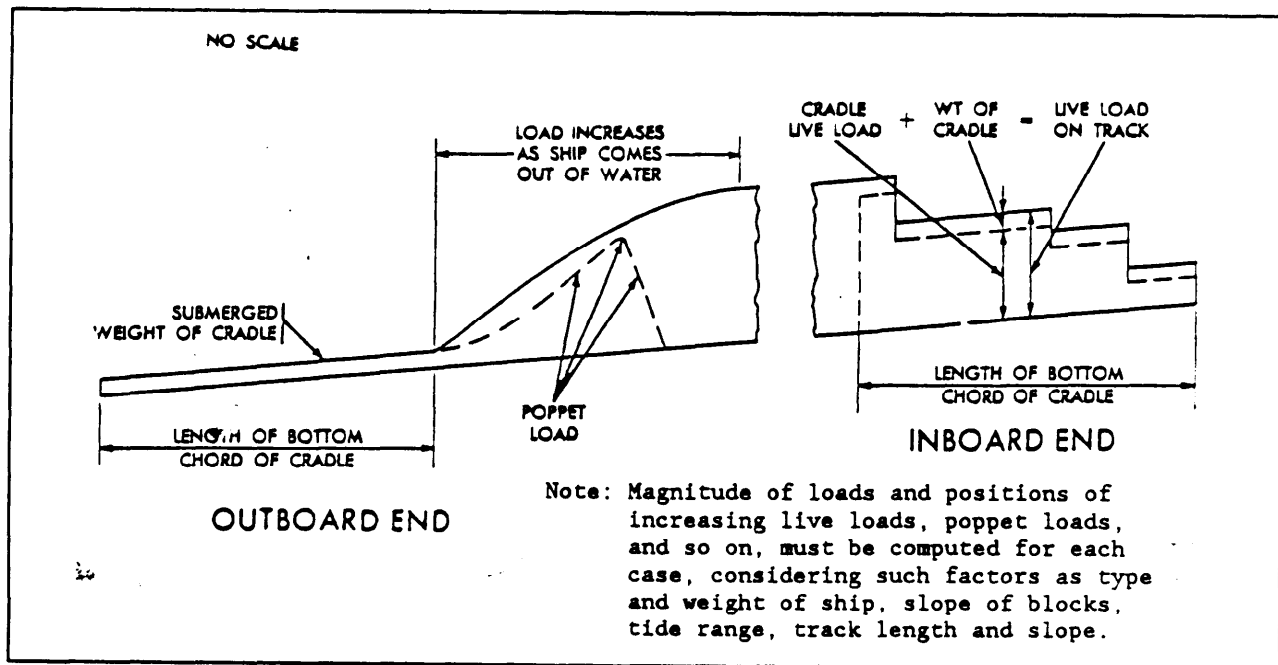 NO SCALE
CRADLE
LIVE LOAD
+
WT OF
CRADLE
=
LIVE LOAD
ON TRACK
LOAD INCREASES
AS SHIP COMES
OUT OF WATER
SUBMERGED
WEIGHT OF CRADLE
POPPET
LOAD
LENGTH OF BOTTOM
CHORD OF CRADLE
OUTBOARD END
LENGTH OF BOTTOM
CHORD OF CRADLE
INBOARD END
Note: Magnitude of loads and positions of
increasing live loads, poppet loads,
and so on, must be computed for each
case, considering such factors as type
and weight of ship, slope of blocks,
tide range, track length and slope.